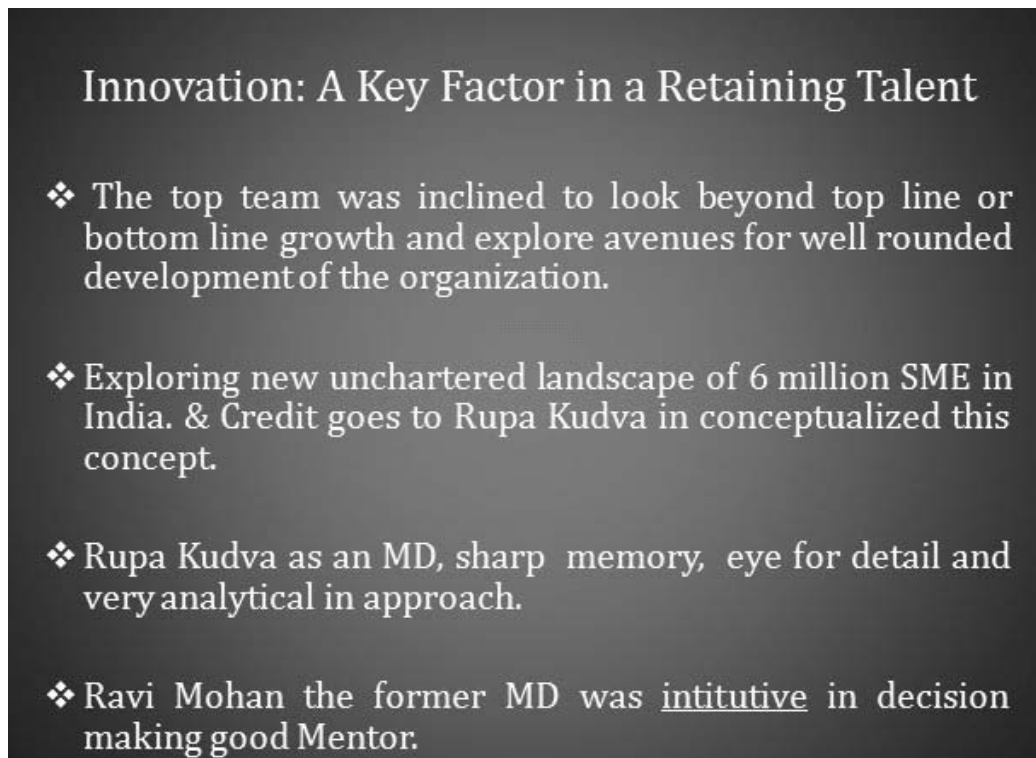 Innovation: A Key Factor in a Retaining Talent
❖ The top team was inclined to look beyond top line or
bottom line growth and explore avenues for well rounded
development of the organization.
❖ Exploring new unchartered landscape of 6 million SME in
India. & Credit goes to Rupa Kudva in conceptualized this
concept.
❖ Rupa Kudva as an MD, sharp memory, eye for detail and
very analytical in approach.
❖ Ravi Mohan the former MD was intitutive in decision
making good Mentor.